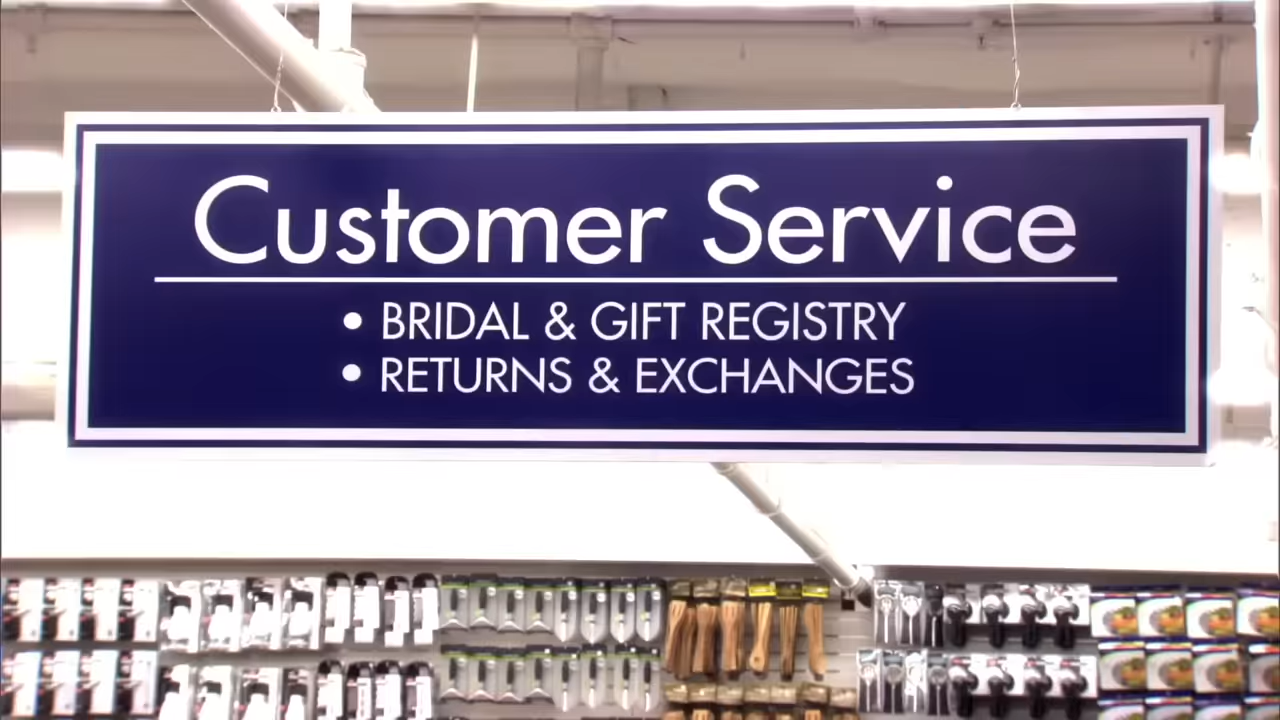 Customer Service
• BRIDAL & GIFT REGISTRY
• RETURNS & EXCHANGES